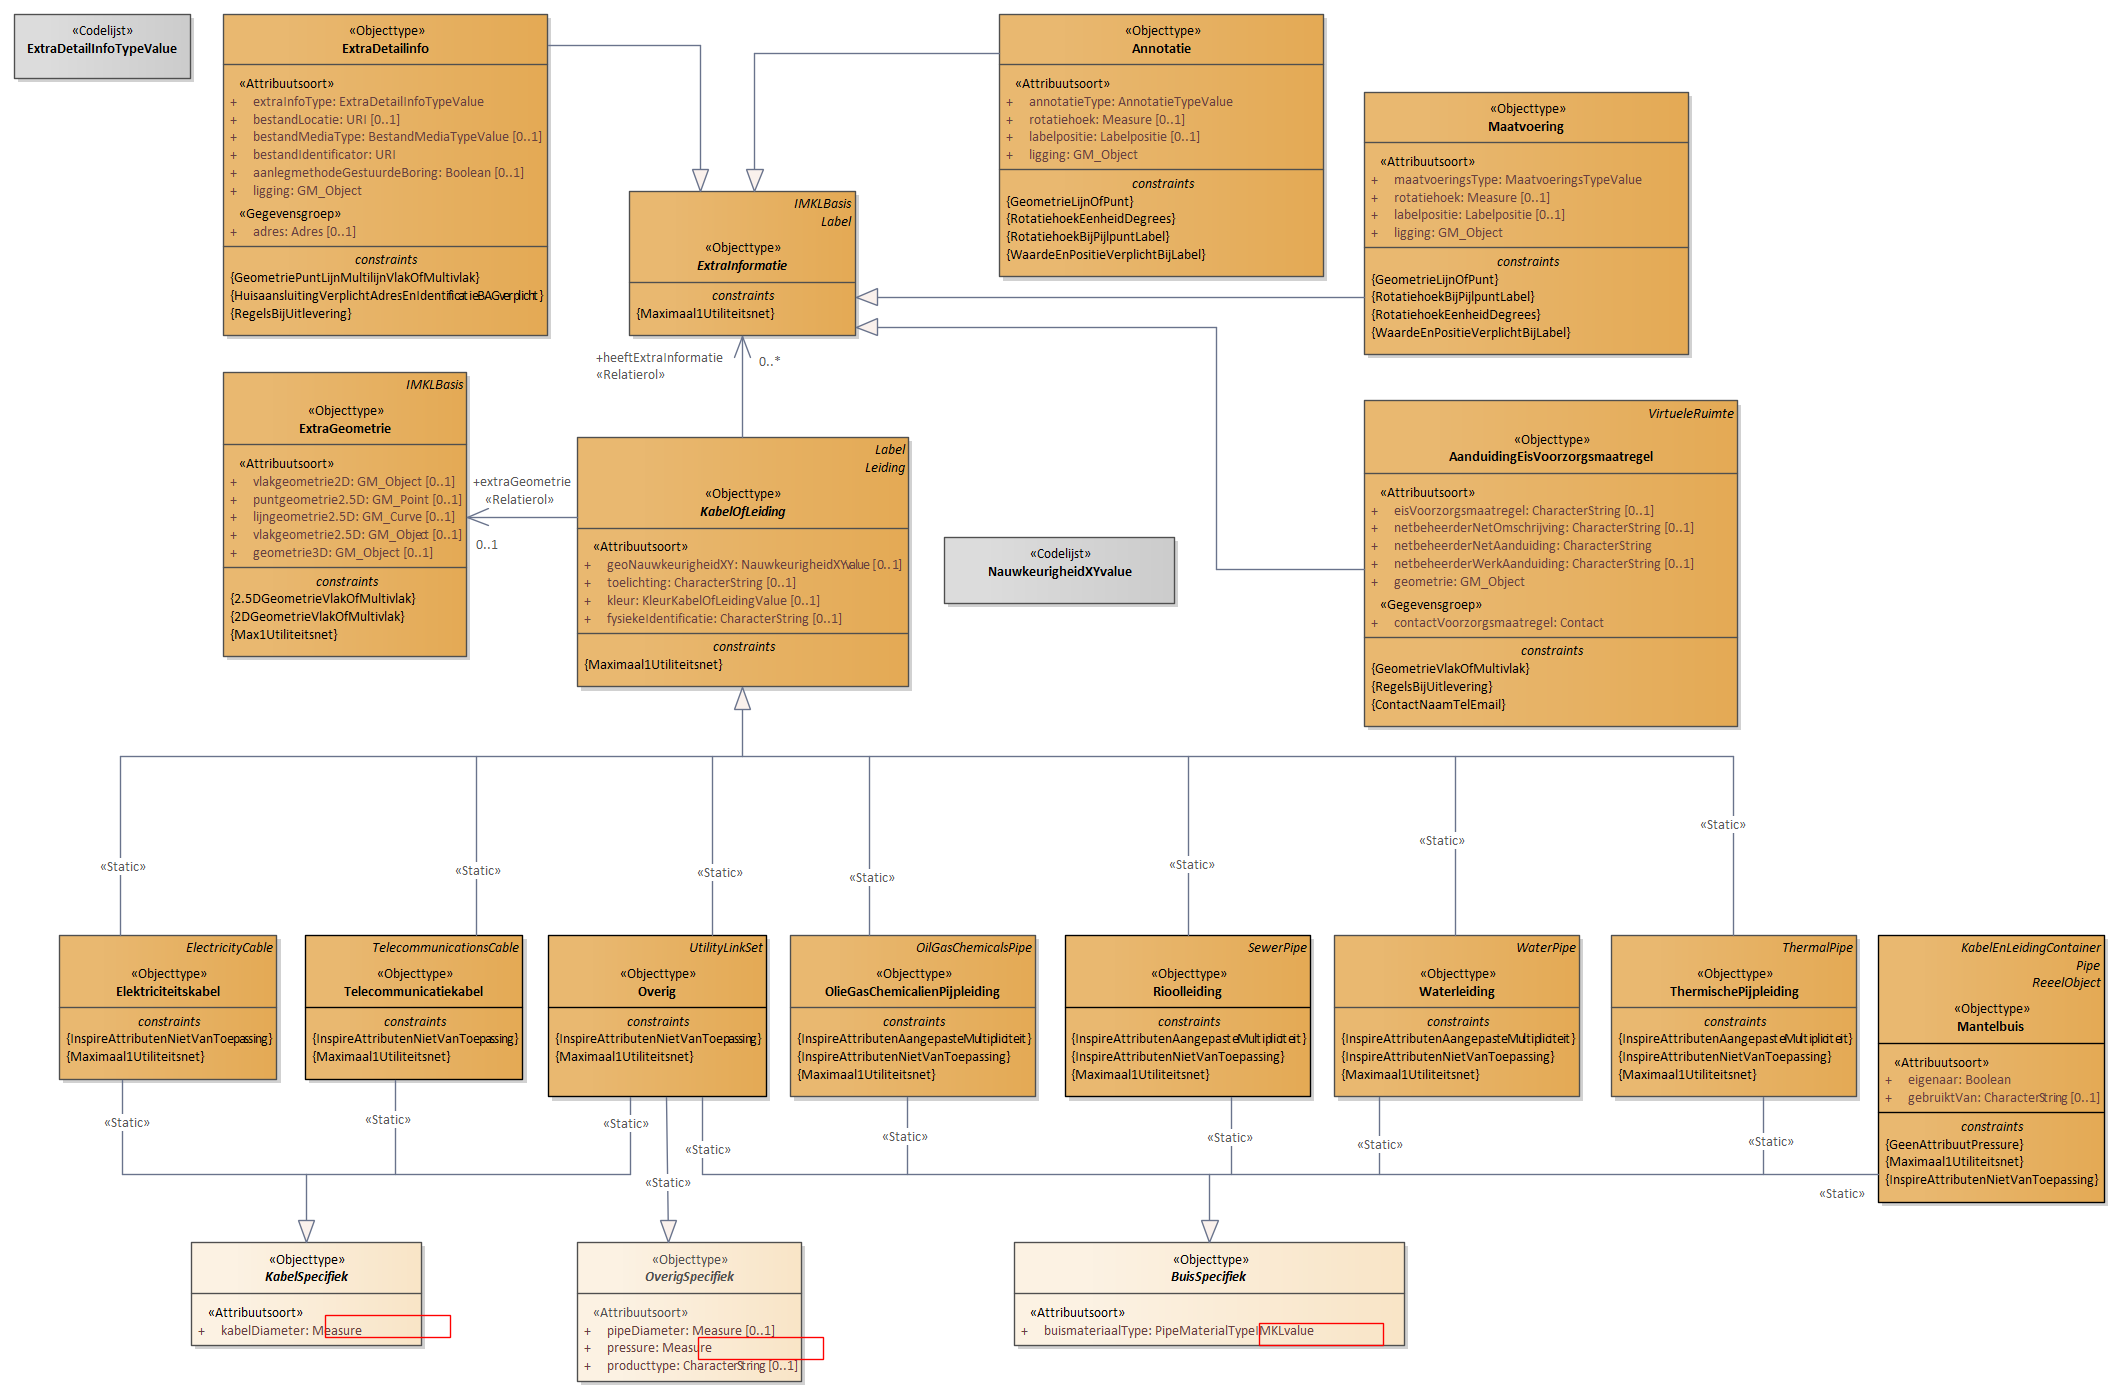 «Codelijst»
ExtraDetailInfoTypeValue
«Objecttype»
ExtraDetailinfo
«Attribuutsoort»
+ extraInfoType: ExtraDetailInfoTypeValue
+ bestandLocatie: URI [0..1]
+ bestandMediaType: BestandMediaTypeValue [0..1]
+ bestandIdentificator: URI
+ aanlegmethodeGestuurdeBoring: Boolean [0..1]
+ ligging: GM_Object
«Gegevensgroep»
+ adres: Adres [0..1]
constraints
{GeometriePuntLijnMultilijnVlakOfMultivlak}
{HuisaansluitingVerplichtAdresEnIdentificatieBAGverplicht}
{RegelsBijUitlevering}
«Objecttype»
Annotatie
«Attribuutsoort»
+ annotatieType: AnnotatieTypeValue
+ rotatiehoek: Measure [0..1]
+ labelpositie: Labelpositie [0..1]
+ ligging: GM_Object
constraints
{GeometrieLijnOfPunt}
{RotatiehoekEenheidDegrees}
{RotatiehoekBijPijlpuntLabel}
{WaardeEnPositieVerplichtBijLabel}
«Objecttype»
Maatvoering
«Attribuutsoort»
+ maatvoeringsType: MaatvoeringsTypeValue
+ rotatiehoek: Measure [0..1]
+ labelpositie: Labelpositie [0..1]
+ ligging: GM_Object
constraints
{GeometrieLijnOfPunt}
{RotatiehoekBijPijlpuntLabel}
{RotatiehoekEenheidDegrees}
{WaardeEnPositieVerplichtBijLabel}
IMKLBasis
Label
«Objecttype»
ExtraInformatie
constraints
{Maximaal1Utiliteitsnet}
+heeftExtraInformatie
«Relatierol»
0..*
IMKLBasis
«Objecttype»
ExtraGeometrie
«Attribuutsoort»
+ vlakgeometrie2D: GM_Object [0..1]
+ puntgeometrie2.5D: GM_Point [0..1]
+ lijngeometrie2.5D: GM_Curve [0..1]
+ vlakgeometrie2.5D: GM_Object [0..1]
+ geometrie3D: GM_Object [0..1]
constraints
{2.5DGeometrieVlakOfMultivlak}
{2DGeometrieVlakOfMultivlak}
{Max1Utiliteitsnet}
+extraGeometrie
«Relatierol»
0..1
Label
Leiding
«Objecttype»
KabelOfLeiding
«Attribuutsoort»
+ geoNauwkeurigheidXY: NauwkeurigheidXYvalue [0..1]
+ toelichting: CharacterString [0..1]
+ kleur: KleurKabelOfLeidingValue [0..1]
+ fysiekeIdentificatie: CharacterString [0..1]
constraints
{Maximaal1Utiliteitsnet}
«Codelijst»
NauwkeurigheidXYvalue
VirtueleRuimte
«Objecttype»
AanduidingEisVoorzorgsmaatregel
«Attribuutsoort»
+ eisVoorzorgsmaatregel: CharacterString [0..1]
+ netbeheerderNetOmschrijving: CharacterString [0..1]
+ netbeheerderNetAanduiding: CharacterString
+ netbeheerderWerkAanduiding: CharacterString [0..1]
+ geometrie: GM_Object
«Gegevensgroep»
+ contactVoorzorgsmaatregel: Contact
constraints
{GeometrieVlakOfMultivlak}
{RegelsBijUitlevering}
{ContactNaamTelEmail}
«Static»
«Static»
«Static»
«Static»
«Static»
«Static»
«Static»
ElectricityCable
«Objecttype»
Elektriciteitskabel
constraints
{InspireAttributenNietVanToepassing}
{Maximaal1Utiliteitsnet}
TelecommunicationsCable
«Objecttype»
Telecommunicatiekabel
constraints
{InspireAttributenNietVanToepassing}
{Maximaal1Utiliteitsnet}
UtilityLinkSet
«Objecttype»
Overig
constraints
{InspireAttributenNietVanToepassing}
{Maximaal1Utiliteitsnet}
OilGasChemicalsPipe
«Objecttype»
OlieGasChemicalienPijpleiding
constraints
{InspireAttributenAangepasteMultipliciteit}
{InspireAttributenNietVanToepassing}
{Maximaal1Utiliteitsnet}
SewerPipe
«Objecttype»
Rioolleiding
constraints
{InspireAttributenAangepasteMultipliciteit}
{InspireAttributenNietVanToepassing}
{Maximaal1Utiliteitsnet}
WaterPipe
«Objecttype»
Waterleiding
constraints
{InspireAttributenAangepasteMultipliciteit}
{InspireAttributenNietVanToepassing}
{Maximaal1Utiliteitsnet}
ThermalPipe
«Objecttype»
ThermischePijpleiding
constraints
{InspireAttributenAangepasteMultipliciteit}
{InspireAttributenNietVanToepassing}
{Maximaal1Utiliteitsnet}
KabelEnLeidingContainer
Pipe
ReeelObject
«Objecttype»
Mantelbuis
«Attribuutsoort»
+ eigenaar: Boolean
+ gebruiktVan: CharacterString [0..1]
constraints
{GeenAttribuutPressure}
{Maximaal1Utiliteitsnet}
{InspireAttributenNietVanToepassing}
«Static»
«Static»
«Static»
«Static»
«Static»
«Static»
«Static»
«Static»
«Static»
«Static»
«Objecttype»
KabelSpecifiek
«Attribuutsoort»
+ kabelDiameter: Measure
«Objecttype»
OverigSpecifiek
«Attribuutsoort»
+ pipeDiameter: Measure [0..1]
+ pressure: Measure
+ producttype: CharacterString [0..1]
«Objecttype»
BuisSpecifiek
«Attribuutsoort»
+ buismateriaalType: PipeMaterialTypeIMKLvalue